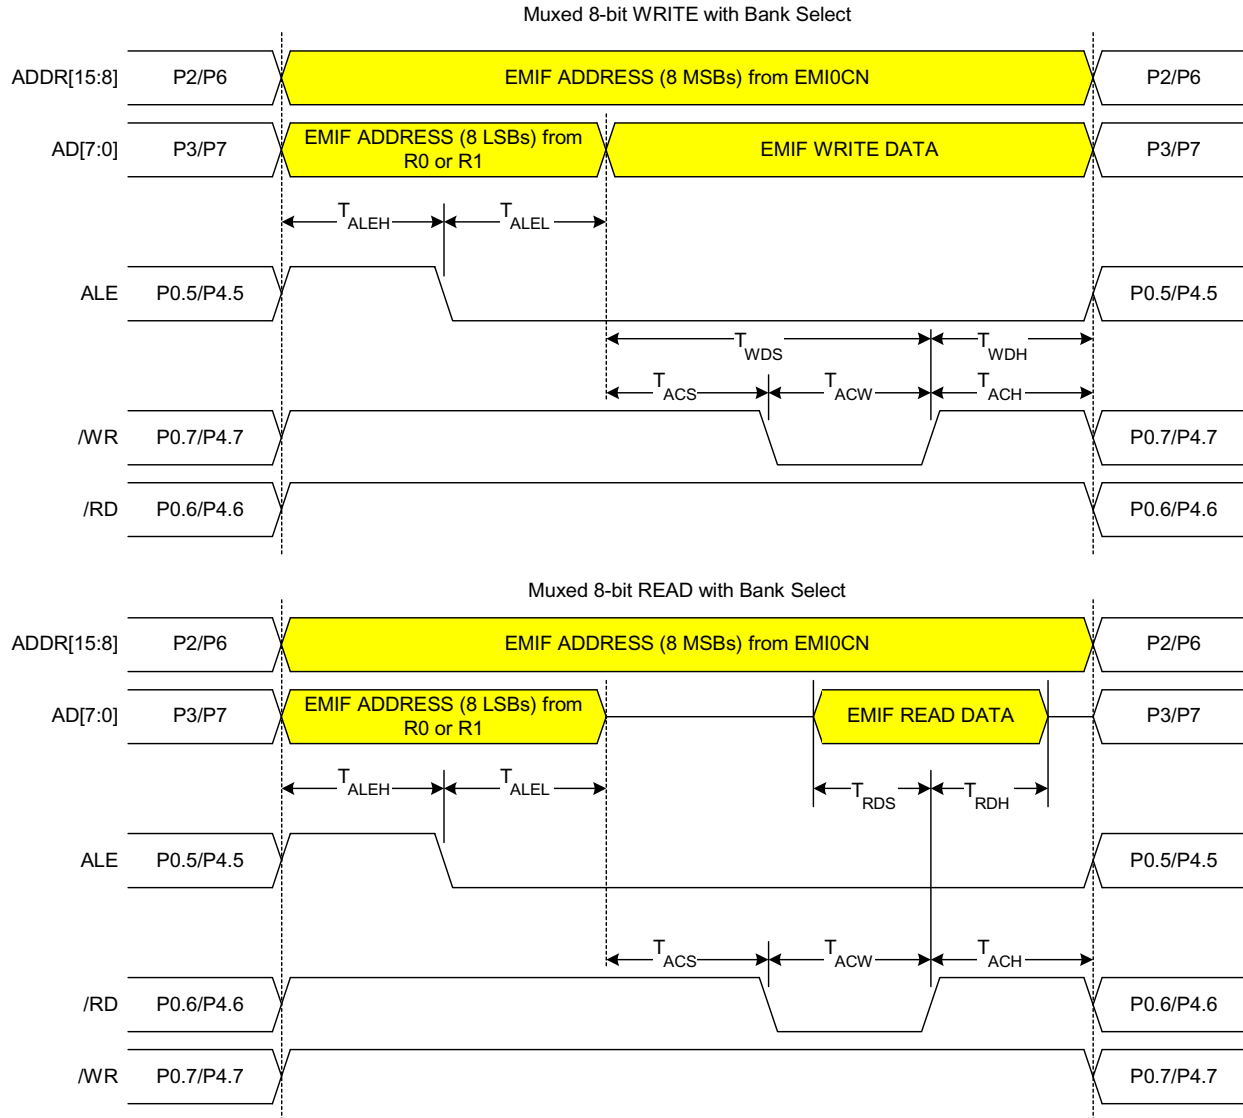 Muxed 8-bit WRITE with Bank Select
ADDR[15:8] P2/P6 EMIF ADDRESS (8 MSBs) from EMI0CN P2/P6
AD[7:0] P3/P7 EMIF ADDRESS (8 LSBs) from R0 or R1 EMIF WRITE DATA P3/P7
TALEH TALEL
ALE P0.5/P4.5 P0.5/P4.5
TWDS TWDH
TACS TACW TACH
/WR P0.7/P4.7 P0.7/P4.7
/RD P0.6/P4.6 P0.6/P4.6
Muxed 8-bit READ with Bank Select
ADDR[15:8] P2/P6 EMIF ADDRESS (8 MSBs) from EMI0CN P2/P6
AD[7:0] P3/P7 EMIF ADDRESS (8 LSBs) from R0 or R1 EMIF READ DATA P3/P7
TALEH TALEL TRDS TRDH
ALE P0.5/P4.5 P0.5/P4.5
TACS TACW TACH
/RD P0.6/P4.6 P0.6/P4.6
/WR P0.7/P4.7 P0.7/P4.7